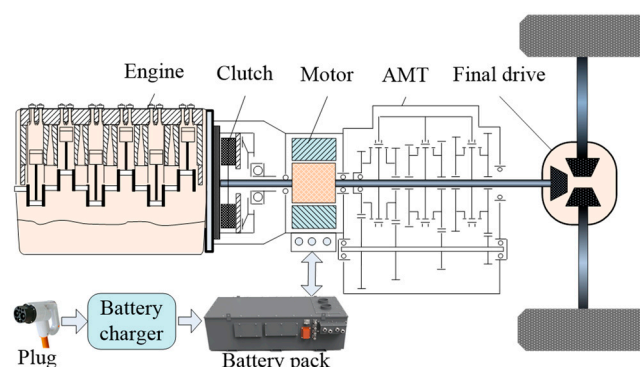 Engine
Clutch
Motor
AMT
Final drive
Battery
charger
Plug
Battery pack